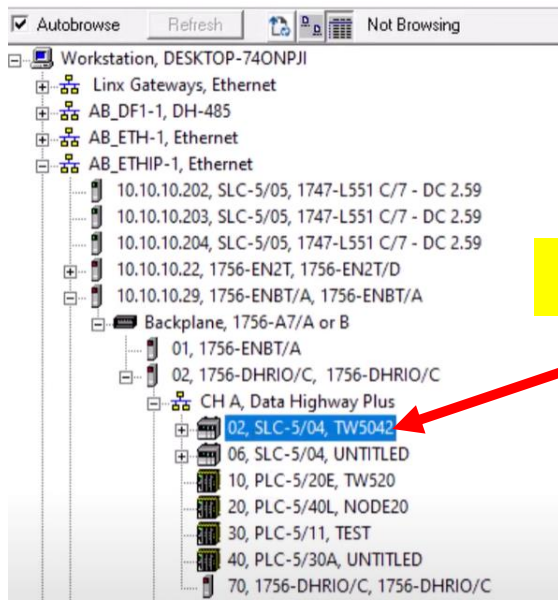 Autobrowse Refresh Not Browsing
Workstation, DESKTOP-74ONPJI
Linx Gateways, Ethernet
AB_DF1-1, DH-485
AB_ETH-1, Ethernet
AB_ETHIP-1, Ethernet
10.10.10.202, SLC-5/05, 1747-L551 C/7 - DC 2.59
10.10.10.203, SLC-5/05, 1747-L551 C/7 - DC 2.59
10.10.10.204, SLC-5/05, 1747-L551 C/7 - DC 2.59
10.10.10.22, 1756-EN2T, 1756-EN2T/D
10.10.10.29, 1756-ENBT/A, 1756-ENBT/A
Backplane, 1756-A7/A or B
01, 1756-ENBT/A
02, 1756-DHRIO/C, 1756-DHRIO/C
CH A, Data Highway Plus
02, SLC-5/04, TW5042
06, SLC-5/04, UNTITLED
10, PLC-5/20E, TW520
20, PLC-5/40L, NODE20
30, PLC-5/11, TEST
40, PLC-5/30A, UNTITLED
70, 1756-DHRIO/C, 1756-DHRIO/C